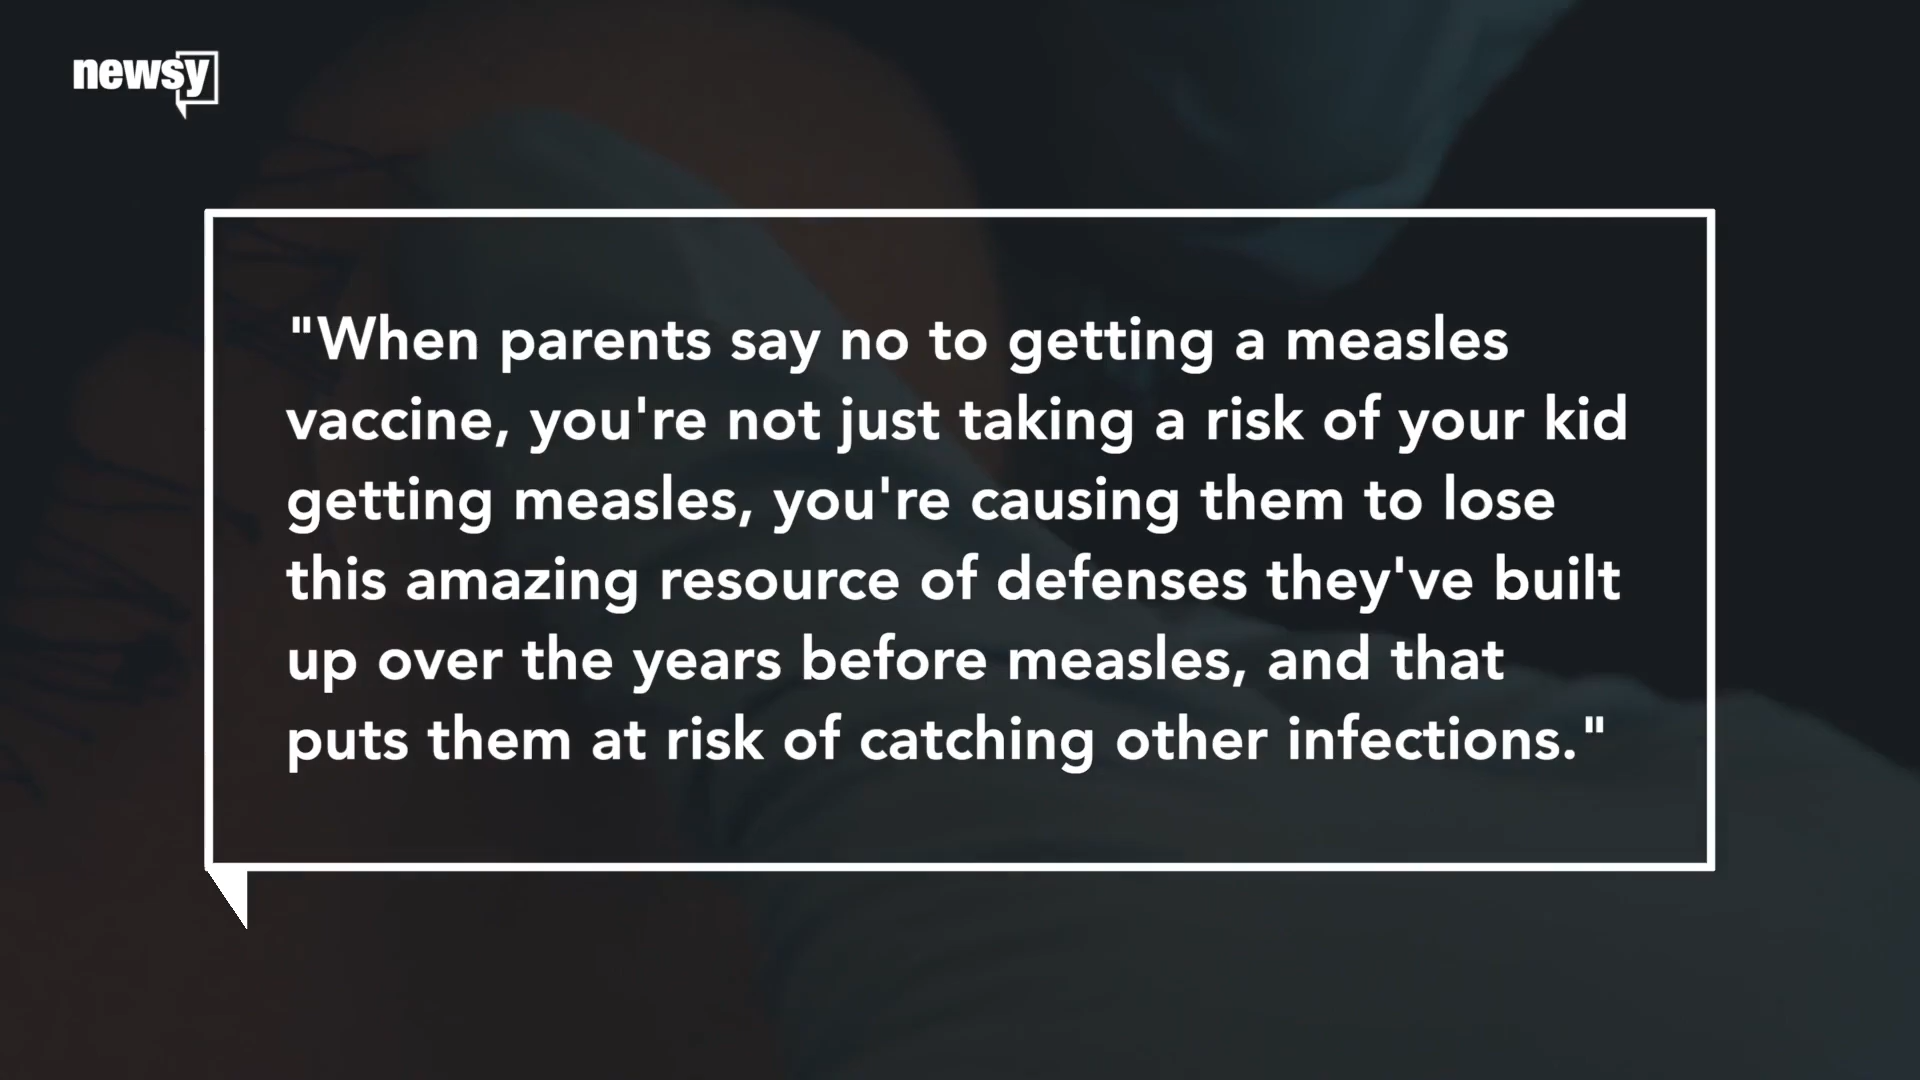 newsy
"When parents say no to getting a measles
vaccine, you're not just taking a risk of your kid
getting measles, you're causing them to lose
this amazing resource of defenses they've built
up over the years before measles, and that
puts them at risk of catching other infections."